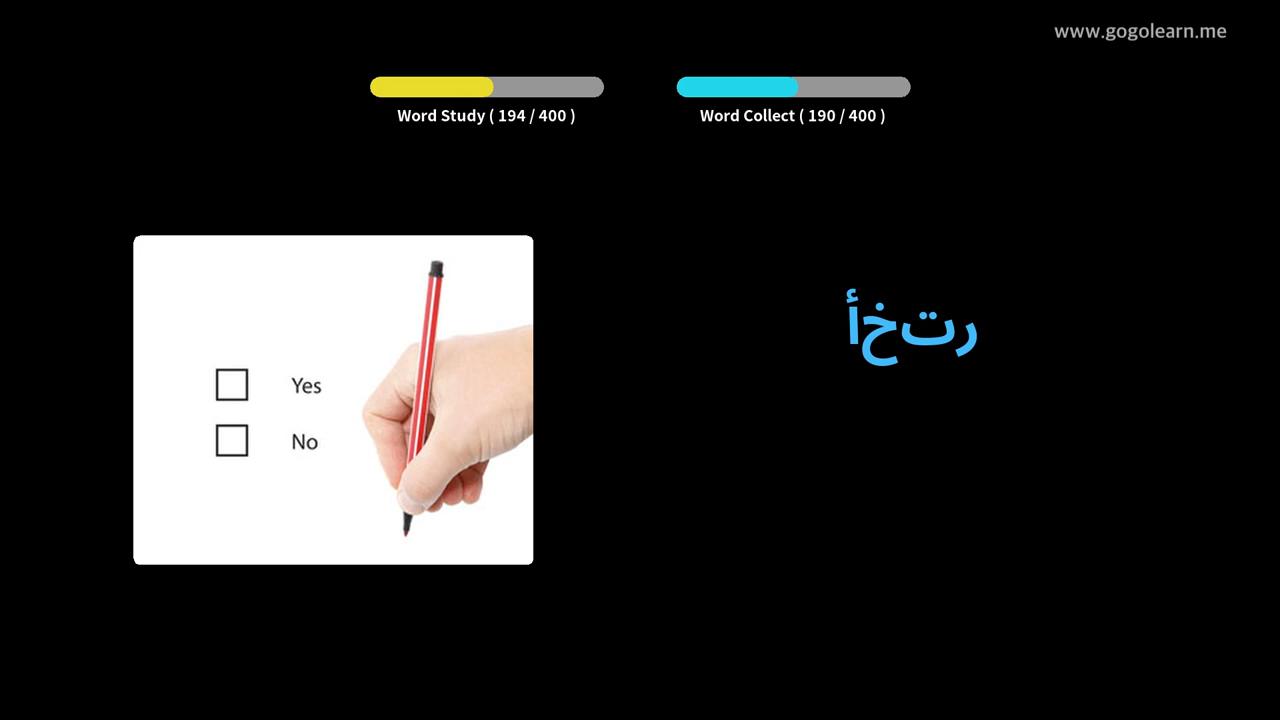 www.gogolearn.me
Word Study ( 194 / 400 )
Word Collect ( 190 / 400 )
رتخأ
Yes
No